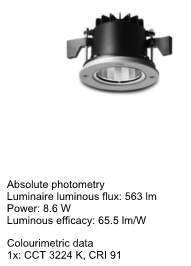 Absolute photometry
Luminaire luminous flux: 563 lm
Power: 8.6 W
Luminous efficacy: 65.5 lm/W
Colourimetric data
1x: CCT 3224 K, CRI 91